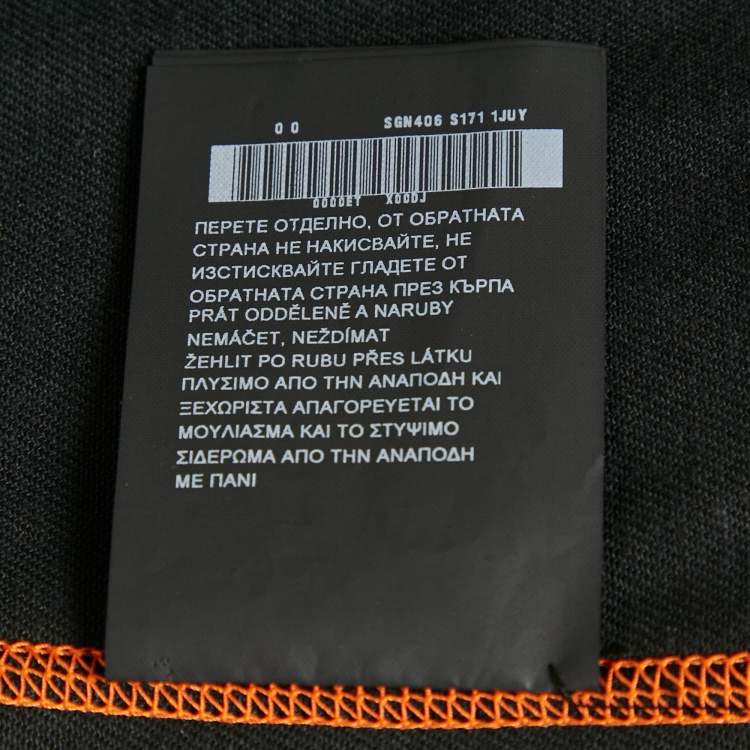 0 0 SGN406 S171 1JUY
0000ET X00DJ
ПЕРЕТЕ ОТДЕЛНО, ОТ ОБРАТНАТА
СТРАНА НЕ НАКИСВАЙТЕ, НЕ
ИЗСТИСКВАЙТЕ ГЛАДЕТЕ ОТ
ОБРАТНАТА СТРАНА ПРЕЗ КЪРПА
PRÁT ODDĚLENĚ A NARUBY
NEMÁČET, NEŽDÍMAT
ŽEHLIT PO RUBU PŘES LÁTKU
ΠΛΥΣΙΜΟ ΑΠΟ ΤΗΝ ΑΝΑΠΟΔΗ ΚΑΙ
ΞΕΧΩΡΙΣΤΑ ΑΠΑΓΟΡΕΥΕΤΑΙ ΤΟ
ΜΟΥΛΙΑΣΜΑ ΚΑΙ ΤΟ ΣΤΥΨΙΜΟ
ΣΙΔΕΡΩΜΑ ΑΠΟ ΤΗΝ ΑΝΑΠΟΔΗ
ΜΕ ΠΑΝΙ